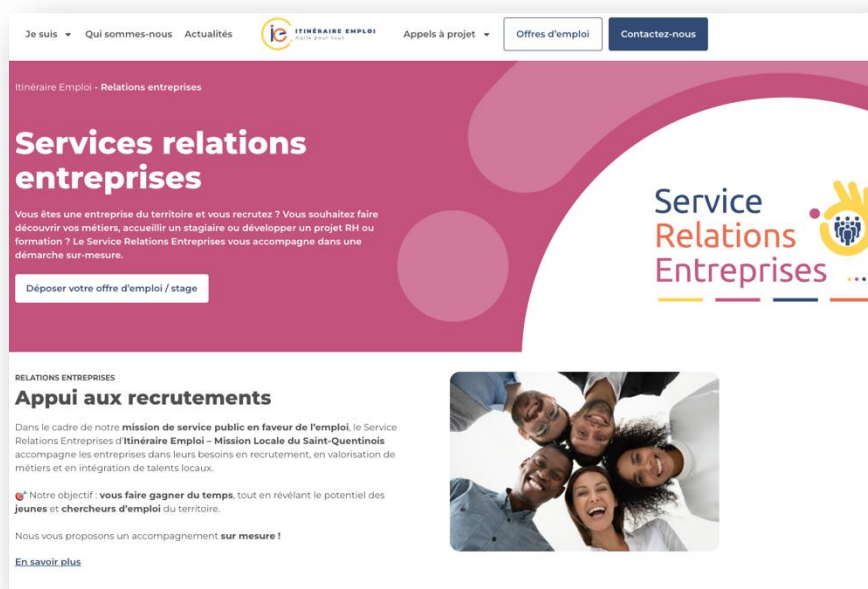 Je suis
Qui sommes-nous
Actualités
ITINÉRAIRE EMPLOI
Agile pour tous
Appels à projet
Offres d'emploi
Contactez-nous
Itinéraire Emploi - Relations entreprises
Services relations
entreprises
Vous êtes une entreprise du territoire et vous recrutez ? Vous souhaitez faire
découvrir vos métiers, accueillir un stagiaire ou développer un projet RH ou
formation ? Le Service Relations Entreprises vous accompagne dans une
démarche sur-mesure.
Déposer votre offre d'emploi / stage
Service
Relations
Entreprises
RELATIONS ENTREPRISES
Appui aux recrutements
Dans le cadre de notre mission de service public en faveur de l'emploi, le Service
Relations Entreprises d'Itinéraire Emploi – Mission Locale du Saint-Quentinois
accompagne les entreprises dans leurs besoins en recrutement, en valorisation de
métiers et en intégration de talents locaux.
🎯 Notre objectif : vous faire gagner du temps, tout en révélant le potentiel des
jeunes et chercheurs d'emploi du territoire.
Nous vous proposons un accompagnement sur mesure !
En savoir plus